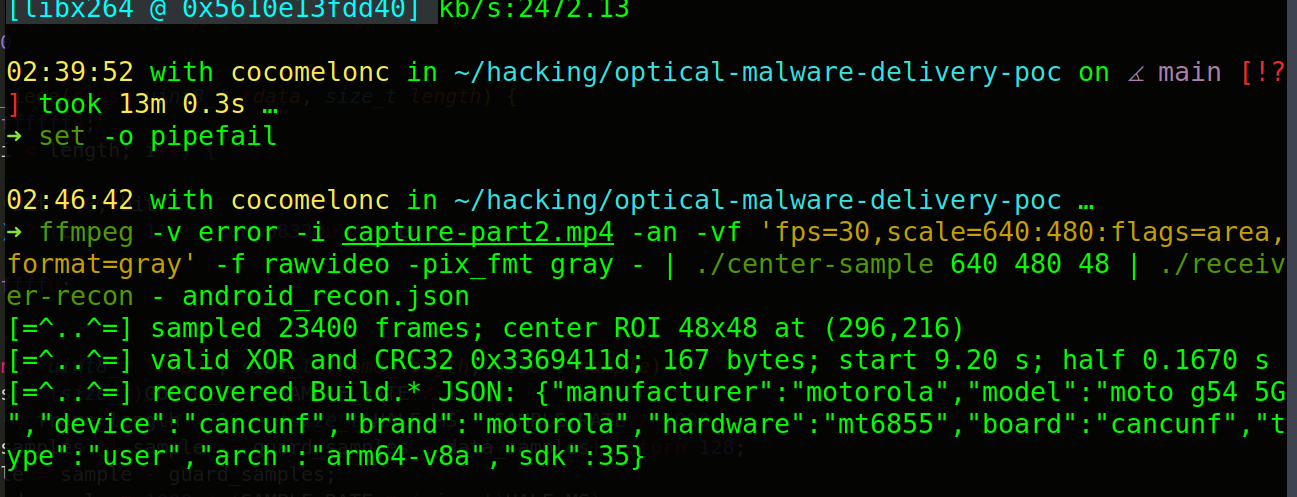 [libx264 @ 0x5610e13fdd40] kb/s:2472.13
02:39:52 with cocomelonc in ~/hacking/optical-malware-delivery-poc on main [!?
] took 13m 0.3s …
➜ set -o pipefail
02:46:42 with cocomelonc in ~/hacking/optical-malware-delivery-poc …
➜ ffmpeg -v error -i capture-part2.mp4 -an -vf 'fps=30,scale=640:480:flags=area,
format=gray' -f rawvideo -pix_fmt gray - | ./center-sample 640 480 48 | ./receiv
er-recon - android_recon.json
[=^..^=] sampled 23400 frames; center ROI 48x48 at (296,216)
[=^..^=] valid XOR and CRC32 0x3369411d; 167 bytes; start 9.20 s; half 0.1670 s
[=^..^=] recovered Build.* JSON: {"manufacturer":"motorola","model":"moto g54 5G
","device":"cancunf","brand":"motorola","hardware":"mt6855","board":"cancunf","t
ype":"user","arch":"arm64-v8a","sdk":35}